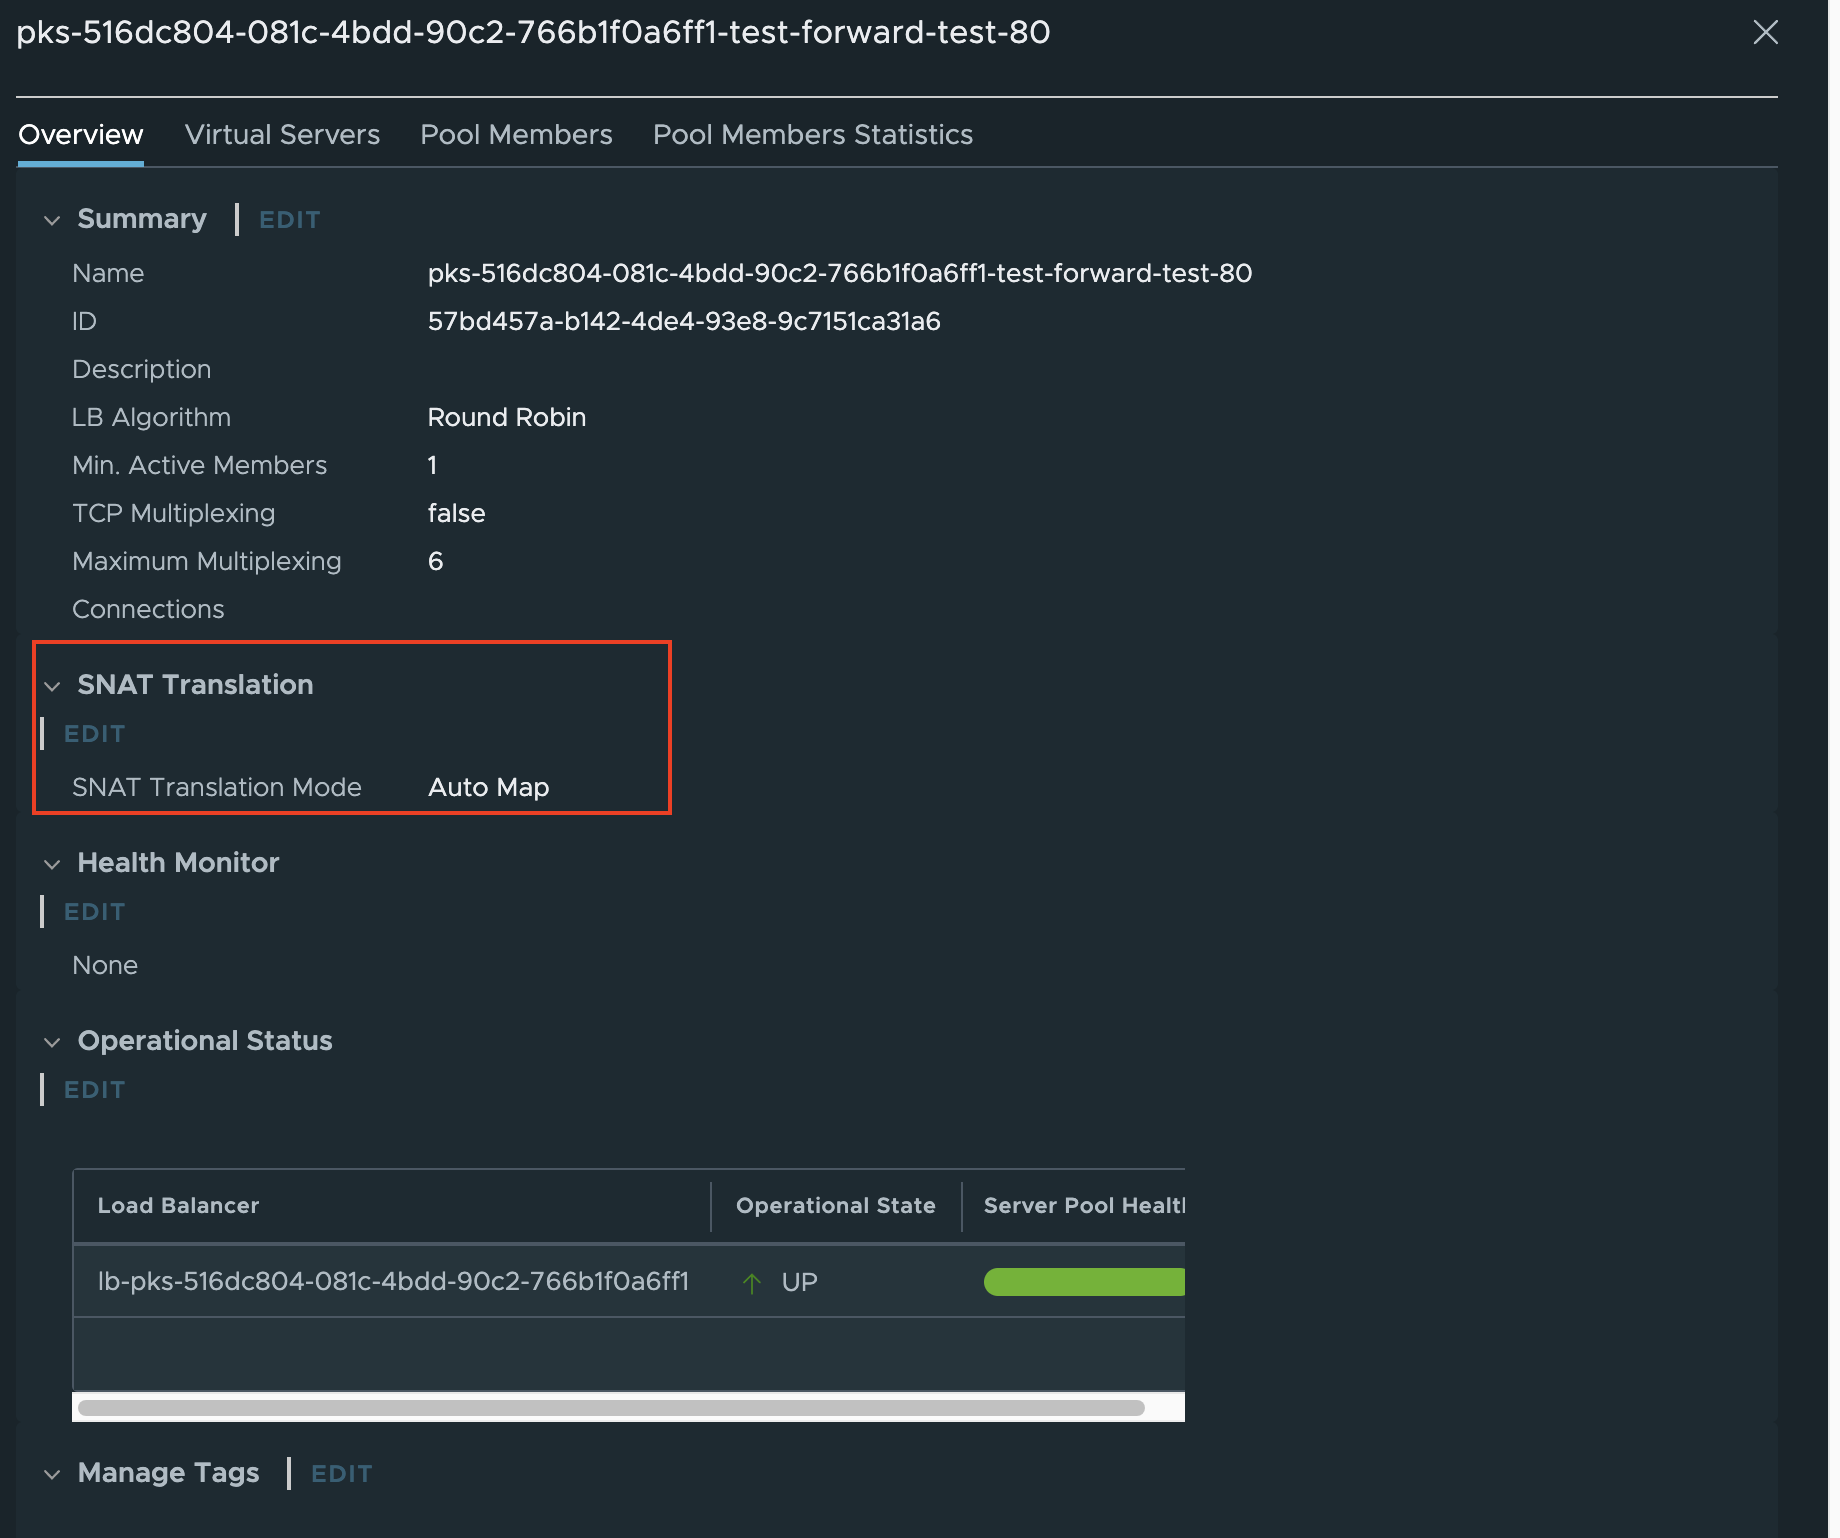 pks-516dc804-081c-4bdd-90c2-766b1f0a6ff1-test-forward-test-80
Overview Virtual Servers Pool Members Pool Members Statistics
Summary EDIT
Name pks-516dc804-081c-4bdd-90c2-766b1f0a6ff1-test-forward-test-80
ID 57bd457a-b142-4de4-93e8-9c7151ca31a6
Description
LB Algorithm Round Robin
Min. Active Members 1
TCP Multiplexing false
Maximum Multiplexing 6
Connections
SNAT Translation
EDIT
SNAT Translation Mode Auto Map
Health Monitor
EDIT
None
Operational Status
EDIT
Load Balancer Operational State Server Pool Health
lb-pks-516dc804-081c-4bdd-90c2-766b1f0a6ff1 UP
Manage Tags EDIT